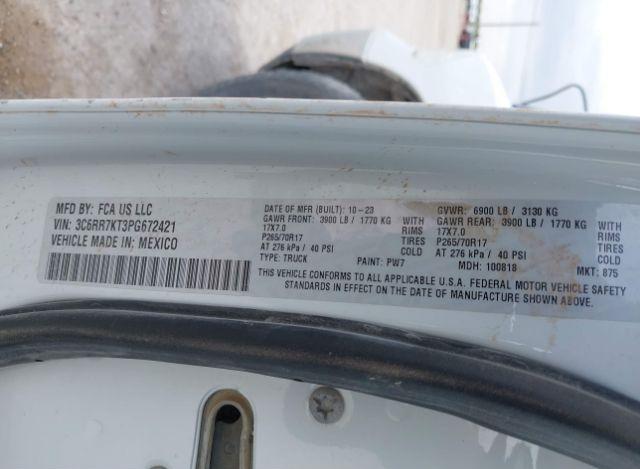 MFD BY: FCA US LLC
VIN: 3C6RR7KT3PG672421
VEHICLE MADE IN: MEXICO
DATE OF MFR (BUILT): 10-23
GAWR FRONT: 3900 LB / 1770 KG WITH
17X7.0 RIMS
P265/70R17 TIRES
AT 276 kPa / 40 PSI COLD
TYPE: TRUCK PAINT: PW7
GVWR: 6900 LB / 3130 KG
GAWR REAR: 3900 LB / 1770 KG WITH
17X7.0 RIMS
P265/70R17 TIRES
AT 276 kPa / 40 PSI COLD
MDH: 100818 MKT: 875
THIS VEHICLE CONFORMS TO ALL APPLICABLE U.S.A. FEDERAL MOTOR VEHICLE SAFETY
STANDARDS IN EFFECT ON THE DATE OF MANUFACTURE SHOWN ABOVE.